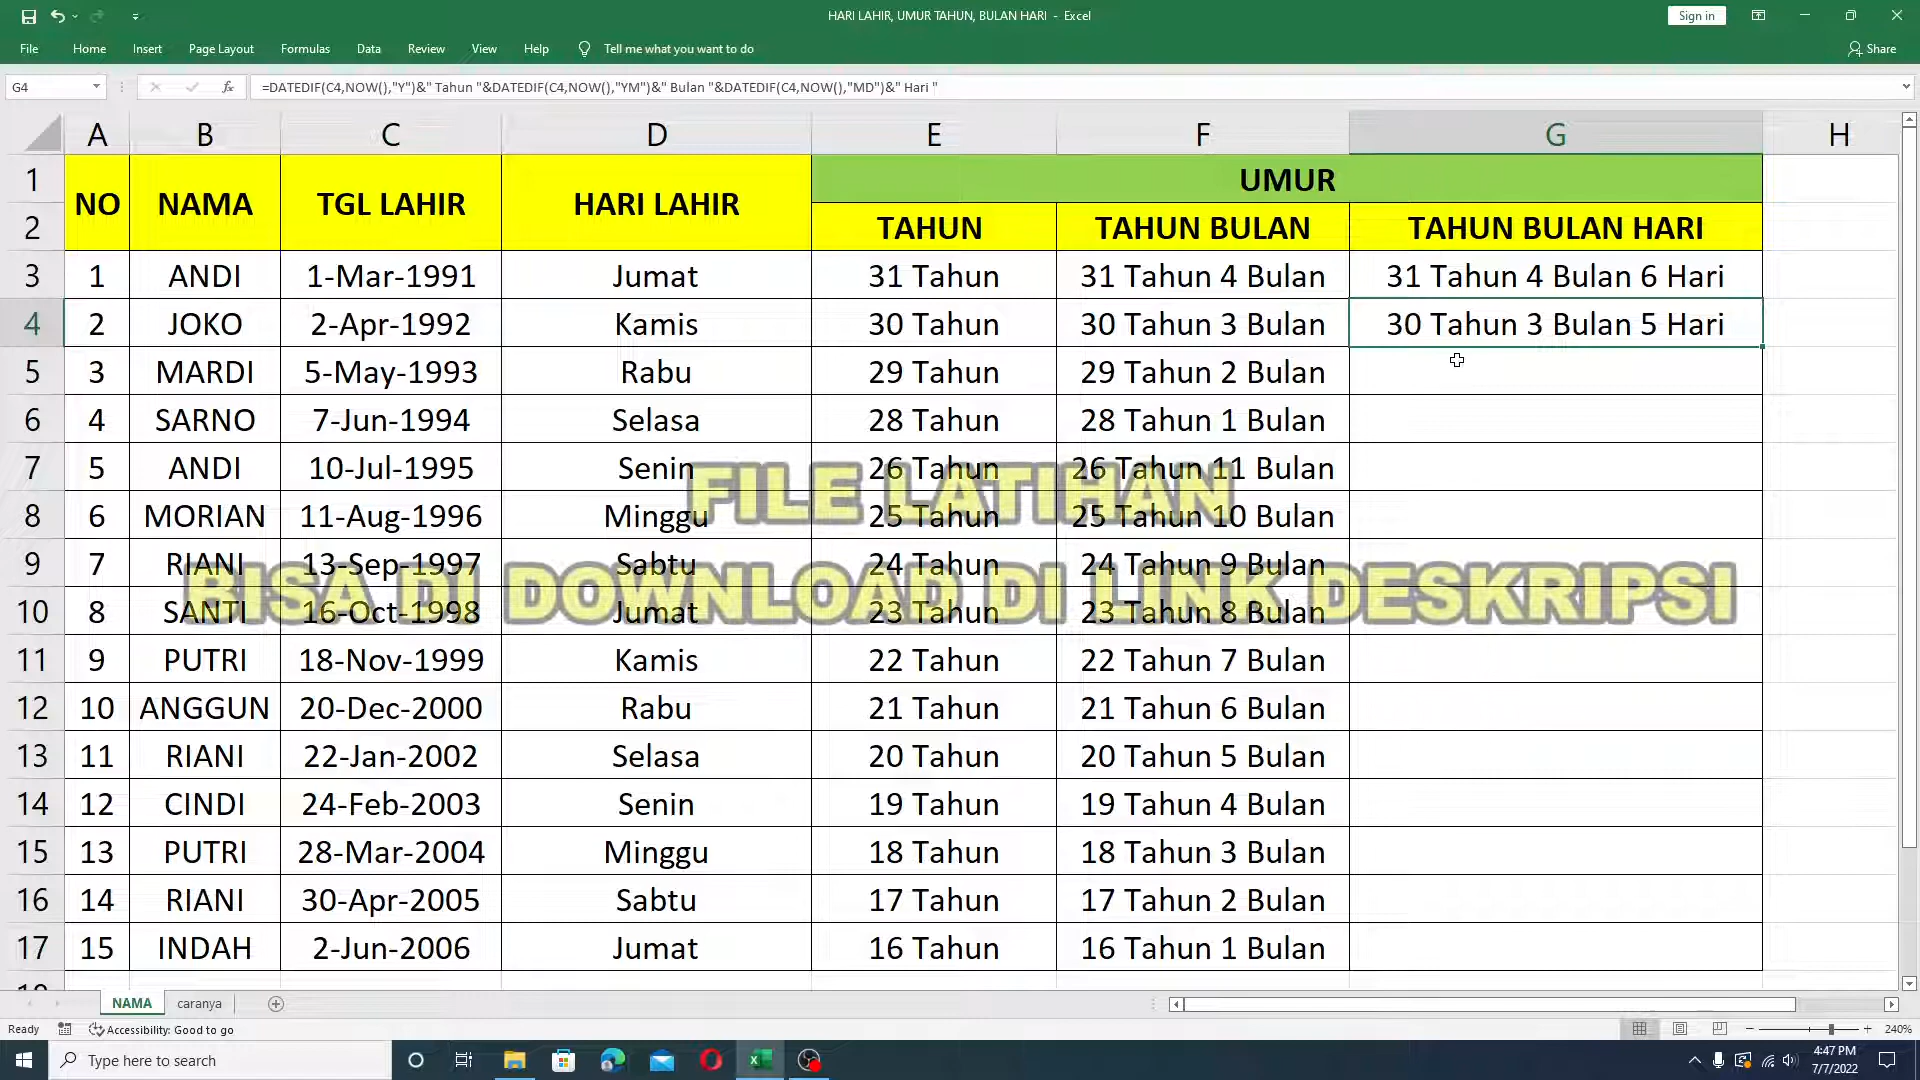 HARI LAHIR, UMUR TAHUN, BULAN HARI - Excel
Sign in
File Home Insert Page Layout Formulas Data Review View Help Tell me what you want to do Share
G4 fx =DATEDIF(C4,NOW(),"Y")&" Tahun "&DATEDIF(C4,NOW(),"YM")&" Bulan "&DATEDIF(C4,NOW(),"MD")&" Hari "
A B C D E F G H
1 NO NAMA TGL LAHIR HARI LAHIR UMUR
2 TAHUN TAHUN BULAN TAHUN BULAN HARI
3 1 ANDI 1-Mar-1991 Jumat 31 Tahun 31 Tahun 4 Bulan 31 Tahun 4 Bulan 6 Hari
4 2 JOKO 2-Apr-1992 Kamis 30 Tahun 30 Tahun 3 Bulan 30 Tahun 3 Bulan 5 Hari
5 3 MARDI 5-May-1993 Rabu 29 Tahun 29 Tahun 2 Bulan
6 4 SARNO 7-Jun-1994 Selasa 28 Tahun 28 Tahun 1 Bulan
7 5 ANDI 10-Jul-1995 Senin 26 Tahun 26 Tahun 11 Bulan
FILE LATIHAN
8 6 MORIAN 11-Aug-1996 Minggu 25 Tahun 25 Tahun 10 Bulan
9 7 RIANI 13-Sep-1997 Sabtu 24 Tahun 24 Tahun 9 Bulan
BISA DI DOWNLOAD DI LINK DESKRIPSI
10 8 SANTI 16-Oct-1998 Jumat 23 Tahun 23 Tahun 8 Bulan
11 9 PUTRI 18-Nov-1999 Kamis 22 Tahun 22 Tahun 7 Bulan
12 10 ANGGUN 20-Dec-2000 Rabu 21 Tahun 21 Tahun 6 Bulan
13 11 RIANI 22-Jan-2002 Selasa 20 Tahun 20 Tahun 5 Bulan
14 12 CINDI 24-Feb-2003 Senin 19 Tahun 19 Tahun 4 Bulan
15 13 PUTRI 28-Mar-2004 Minggu 18 Tahun 18 Tahun 3 Bulan
16 14 RIANI 30-Apr-2005 Sabtu 17 Tahun 17 Tahun 2 Bulan
17 15 INDAH 2-Jun-2006 Jumat 16 Tahun 16 Tahun 1 Bulan
NAMA caranya
Ready Accessibility: Good to go 240%
Type here to search
4:47 PM
7/7/2022